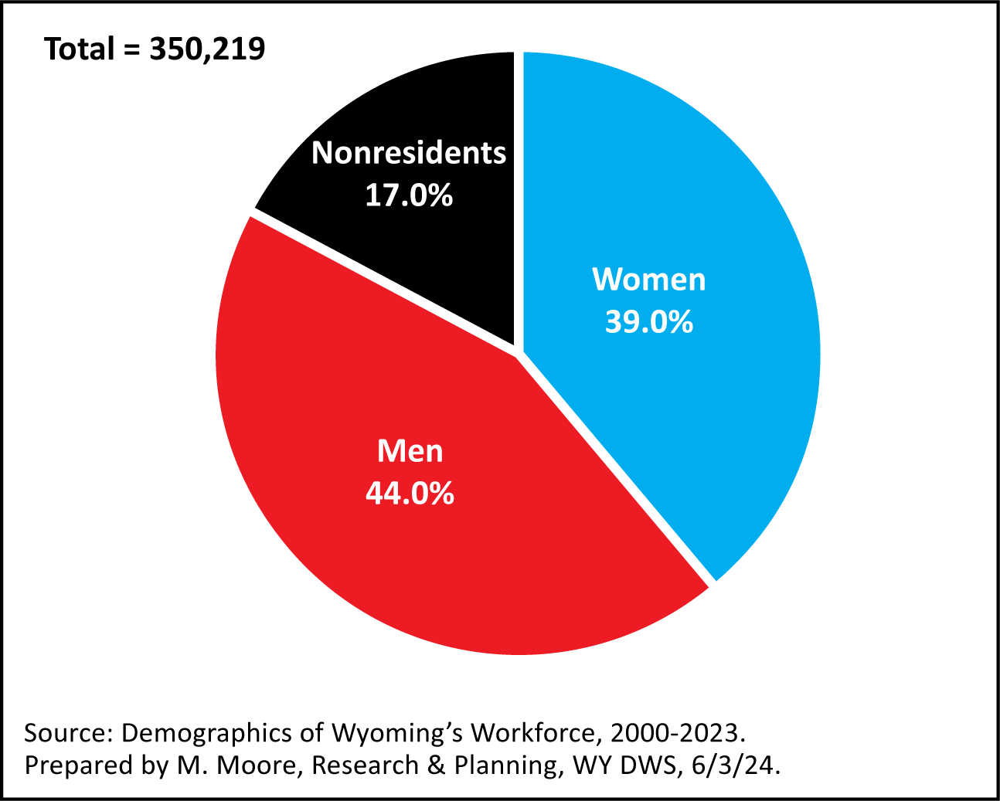 Total = 350,219
Nonresidents
17.0%
Women
39.0%
Men
44.0%
Source: Demographics of Wyoming’s Workforce, 2000-2023.
Prepared by M. Moore, Research & Planning, WY DWS, 6/3/24.